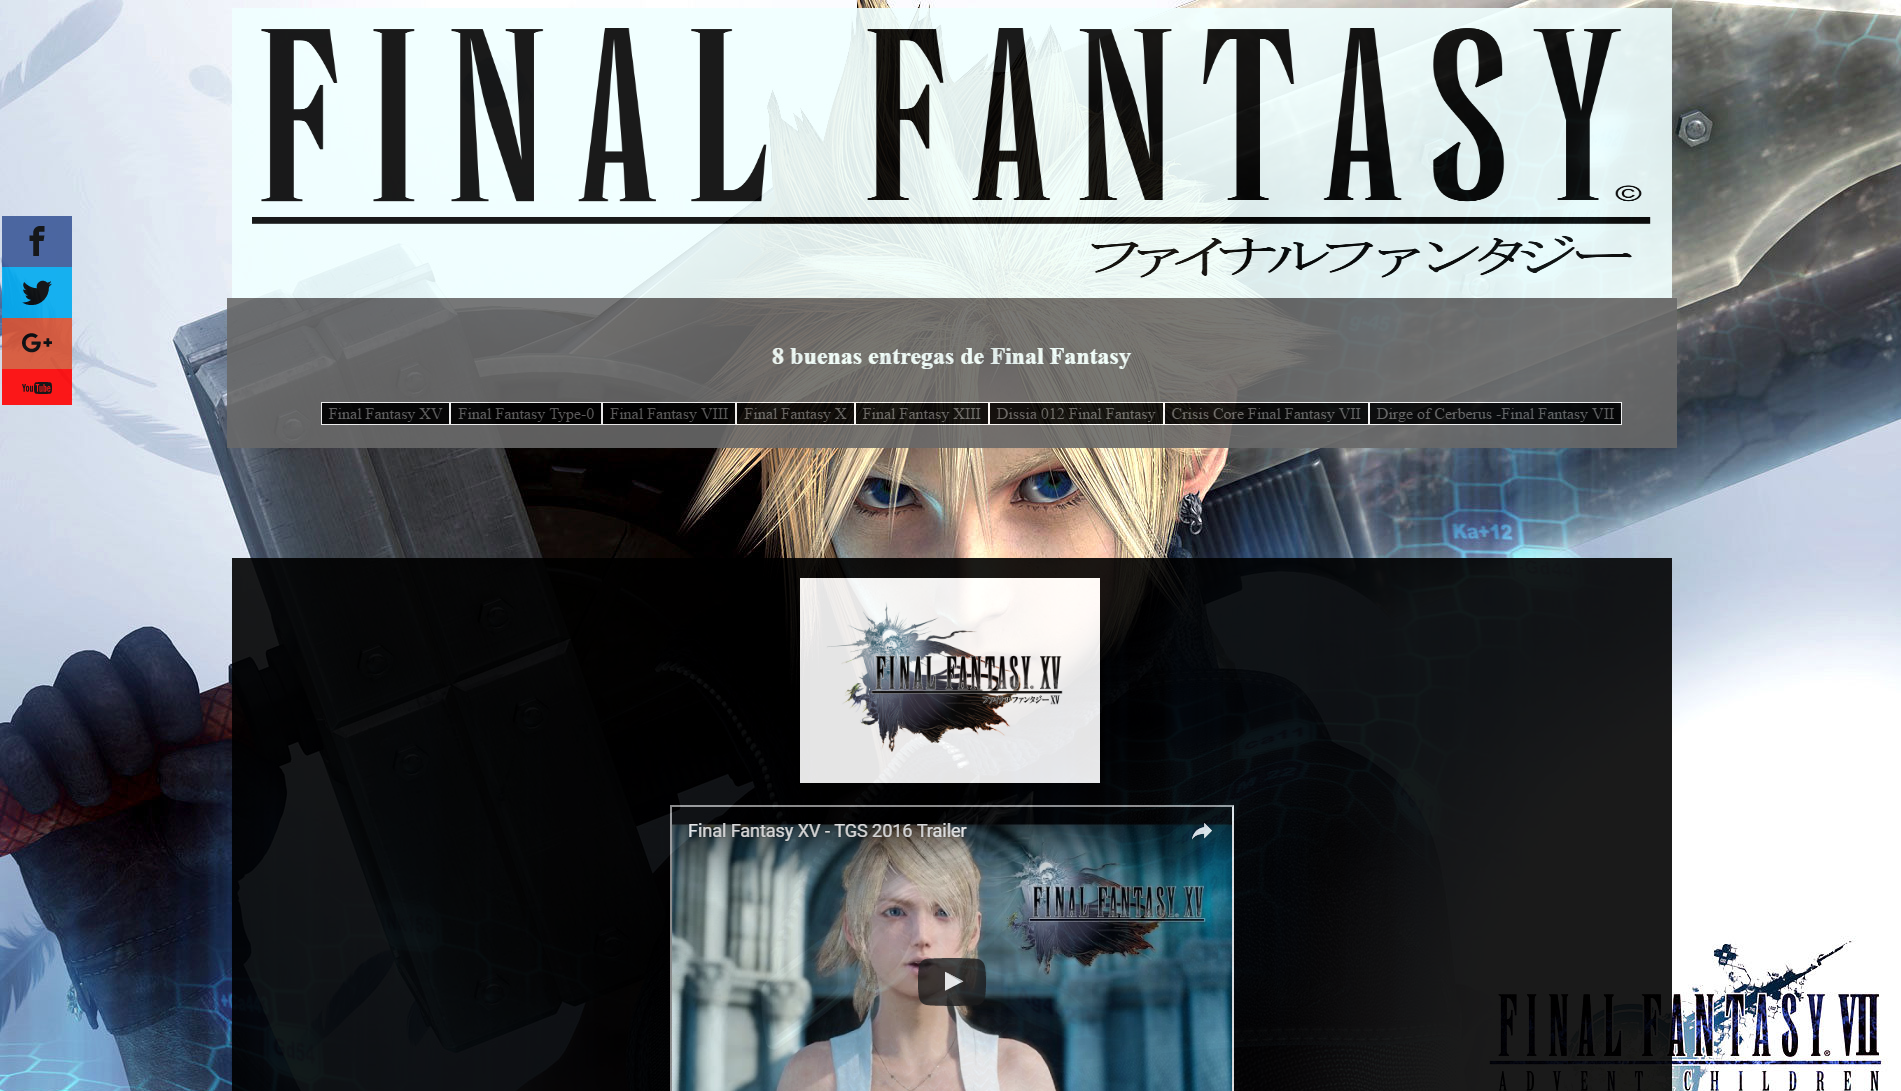 FINAL FANTASY©
ファイナルファンタジー
8 buenas entregas de Final Fantasy
Final Fantasy XV
Final Fantasy Type-0
Final Fantasy VIII
Final Fantasy X
Final Fantasy XIII
Dissia 012 Final Fantasy
Crisis Core Final Fantasy VII
Dirge of Cerberus -Final Fantasy VII
G+
YouTube
Ka+12
FINAL FANTASY XV
ファイナルファンタジー XV
Final Fantasy XV - TGS 2016 Trailer
FINAL FANTASY XV
FINAL FANTASY VII
ADVENT CHILDREN